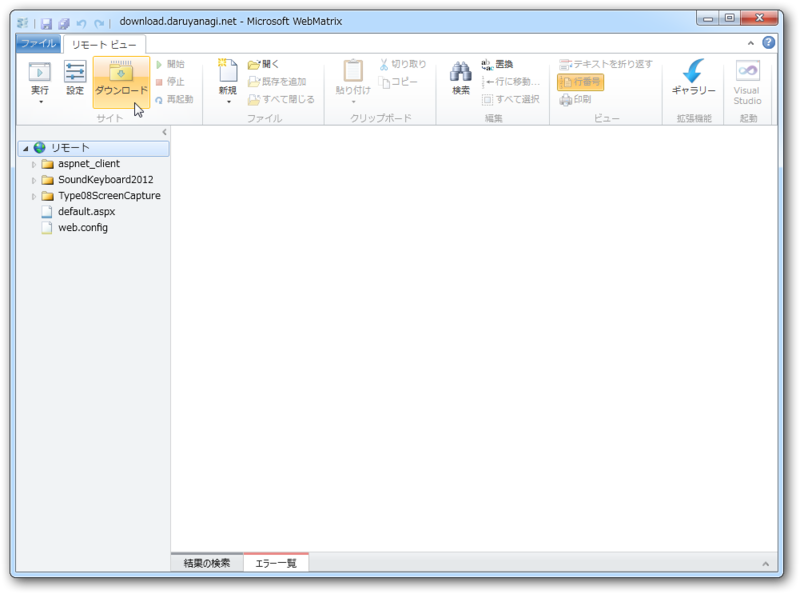 download.daruyanagi.net - Microsoft WebMatrix
ファイル
リモート ビュー
実行
設定
ダウンロード
開始
停止
再起動
サイト
新規
開く
既存を追加
すべて閉じる
ファイル
貼り付け
切り取り
コピー
クリップボード
検索
置換
行に移動...
すべて選択
編集
テキストを折り返す
行番号
印刷
ビュー
ギャラリー
拡張機能
Visual
Studio
起動
リモート
aspnet_client
SoundKeyboard2012
Type08ScreenCapture
default.aspx
web.config
結果の検索
エラー一覧